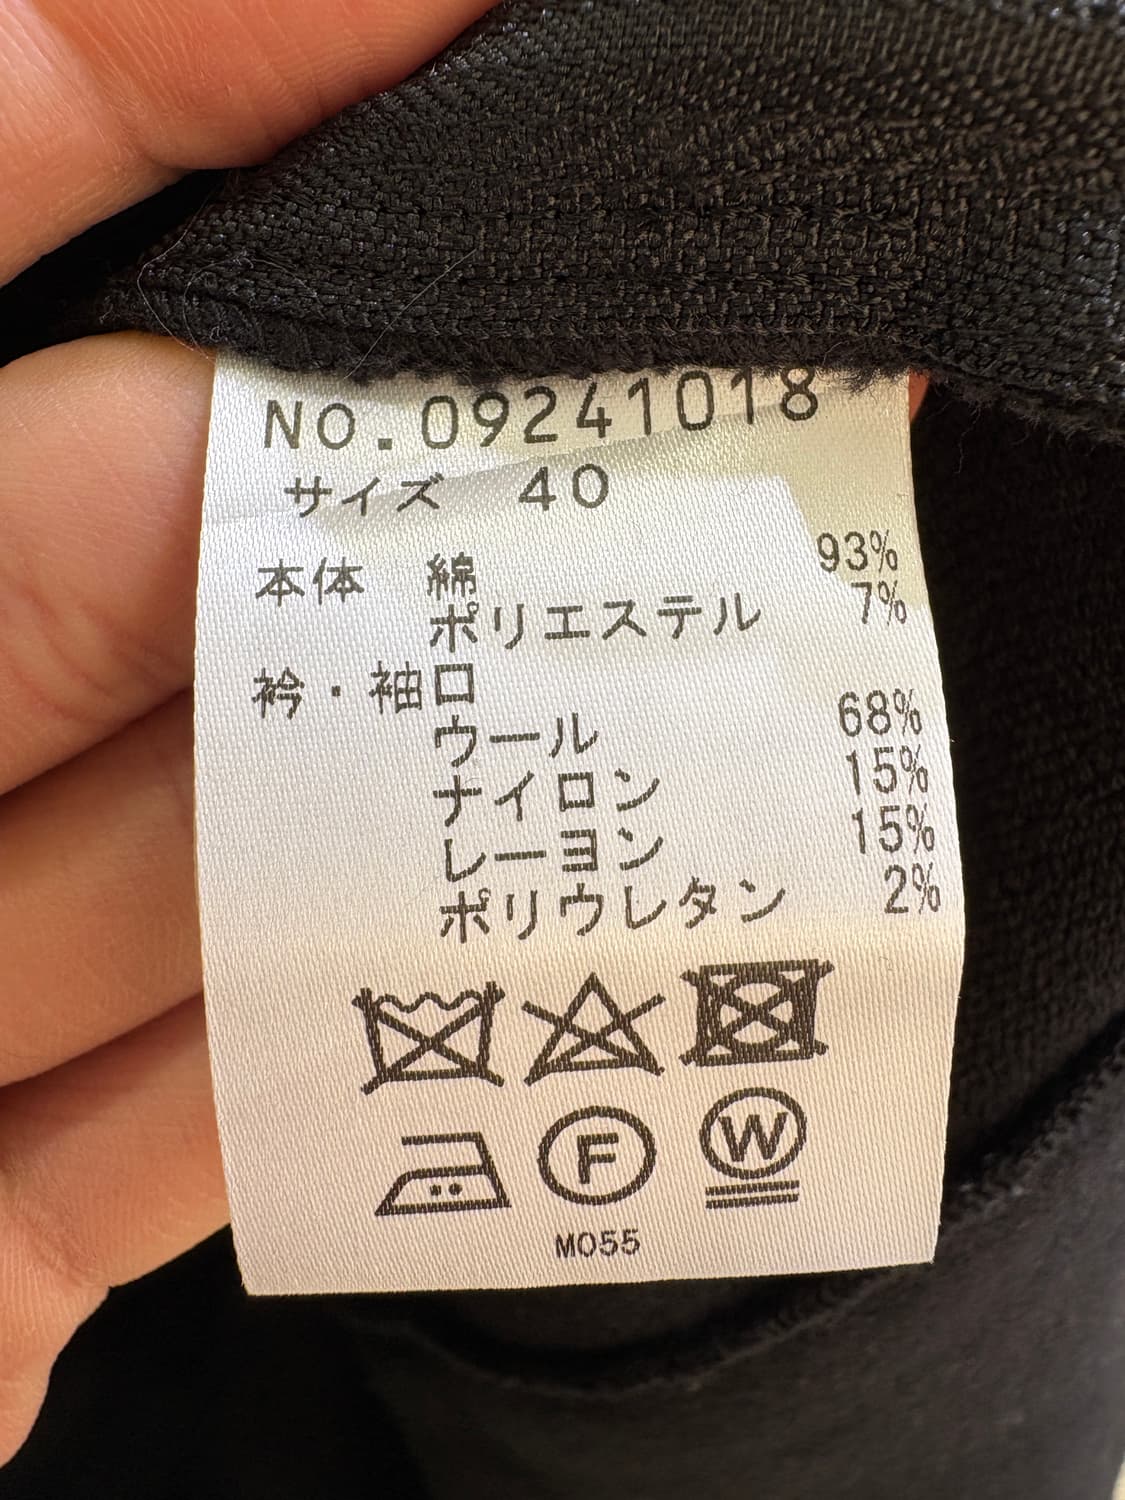 NO.09241018
サイズ 40
本体 綿 93%
ポリエステル 7%
衿・袖口
ウール 68%
ナイロン 15%
レーヨン 15%
ポリウレタン 2%
F W
M055